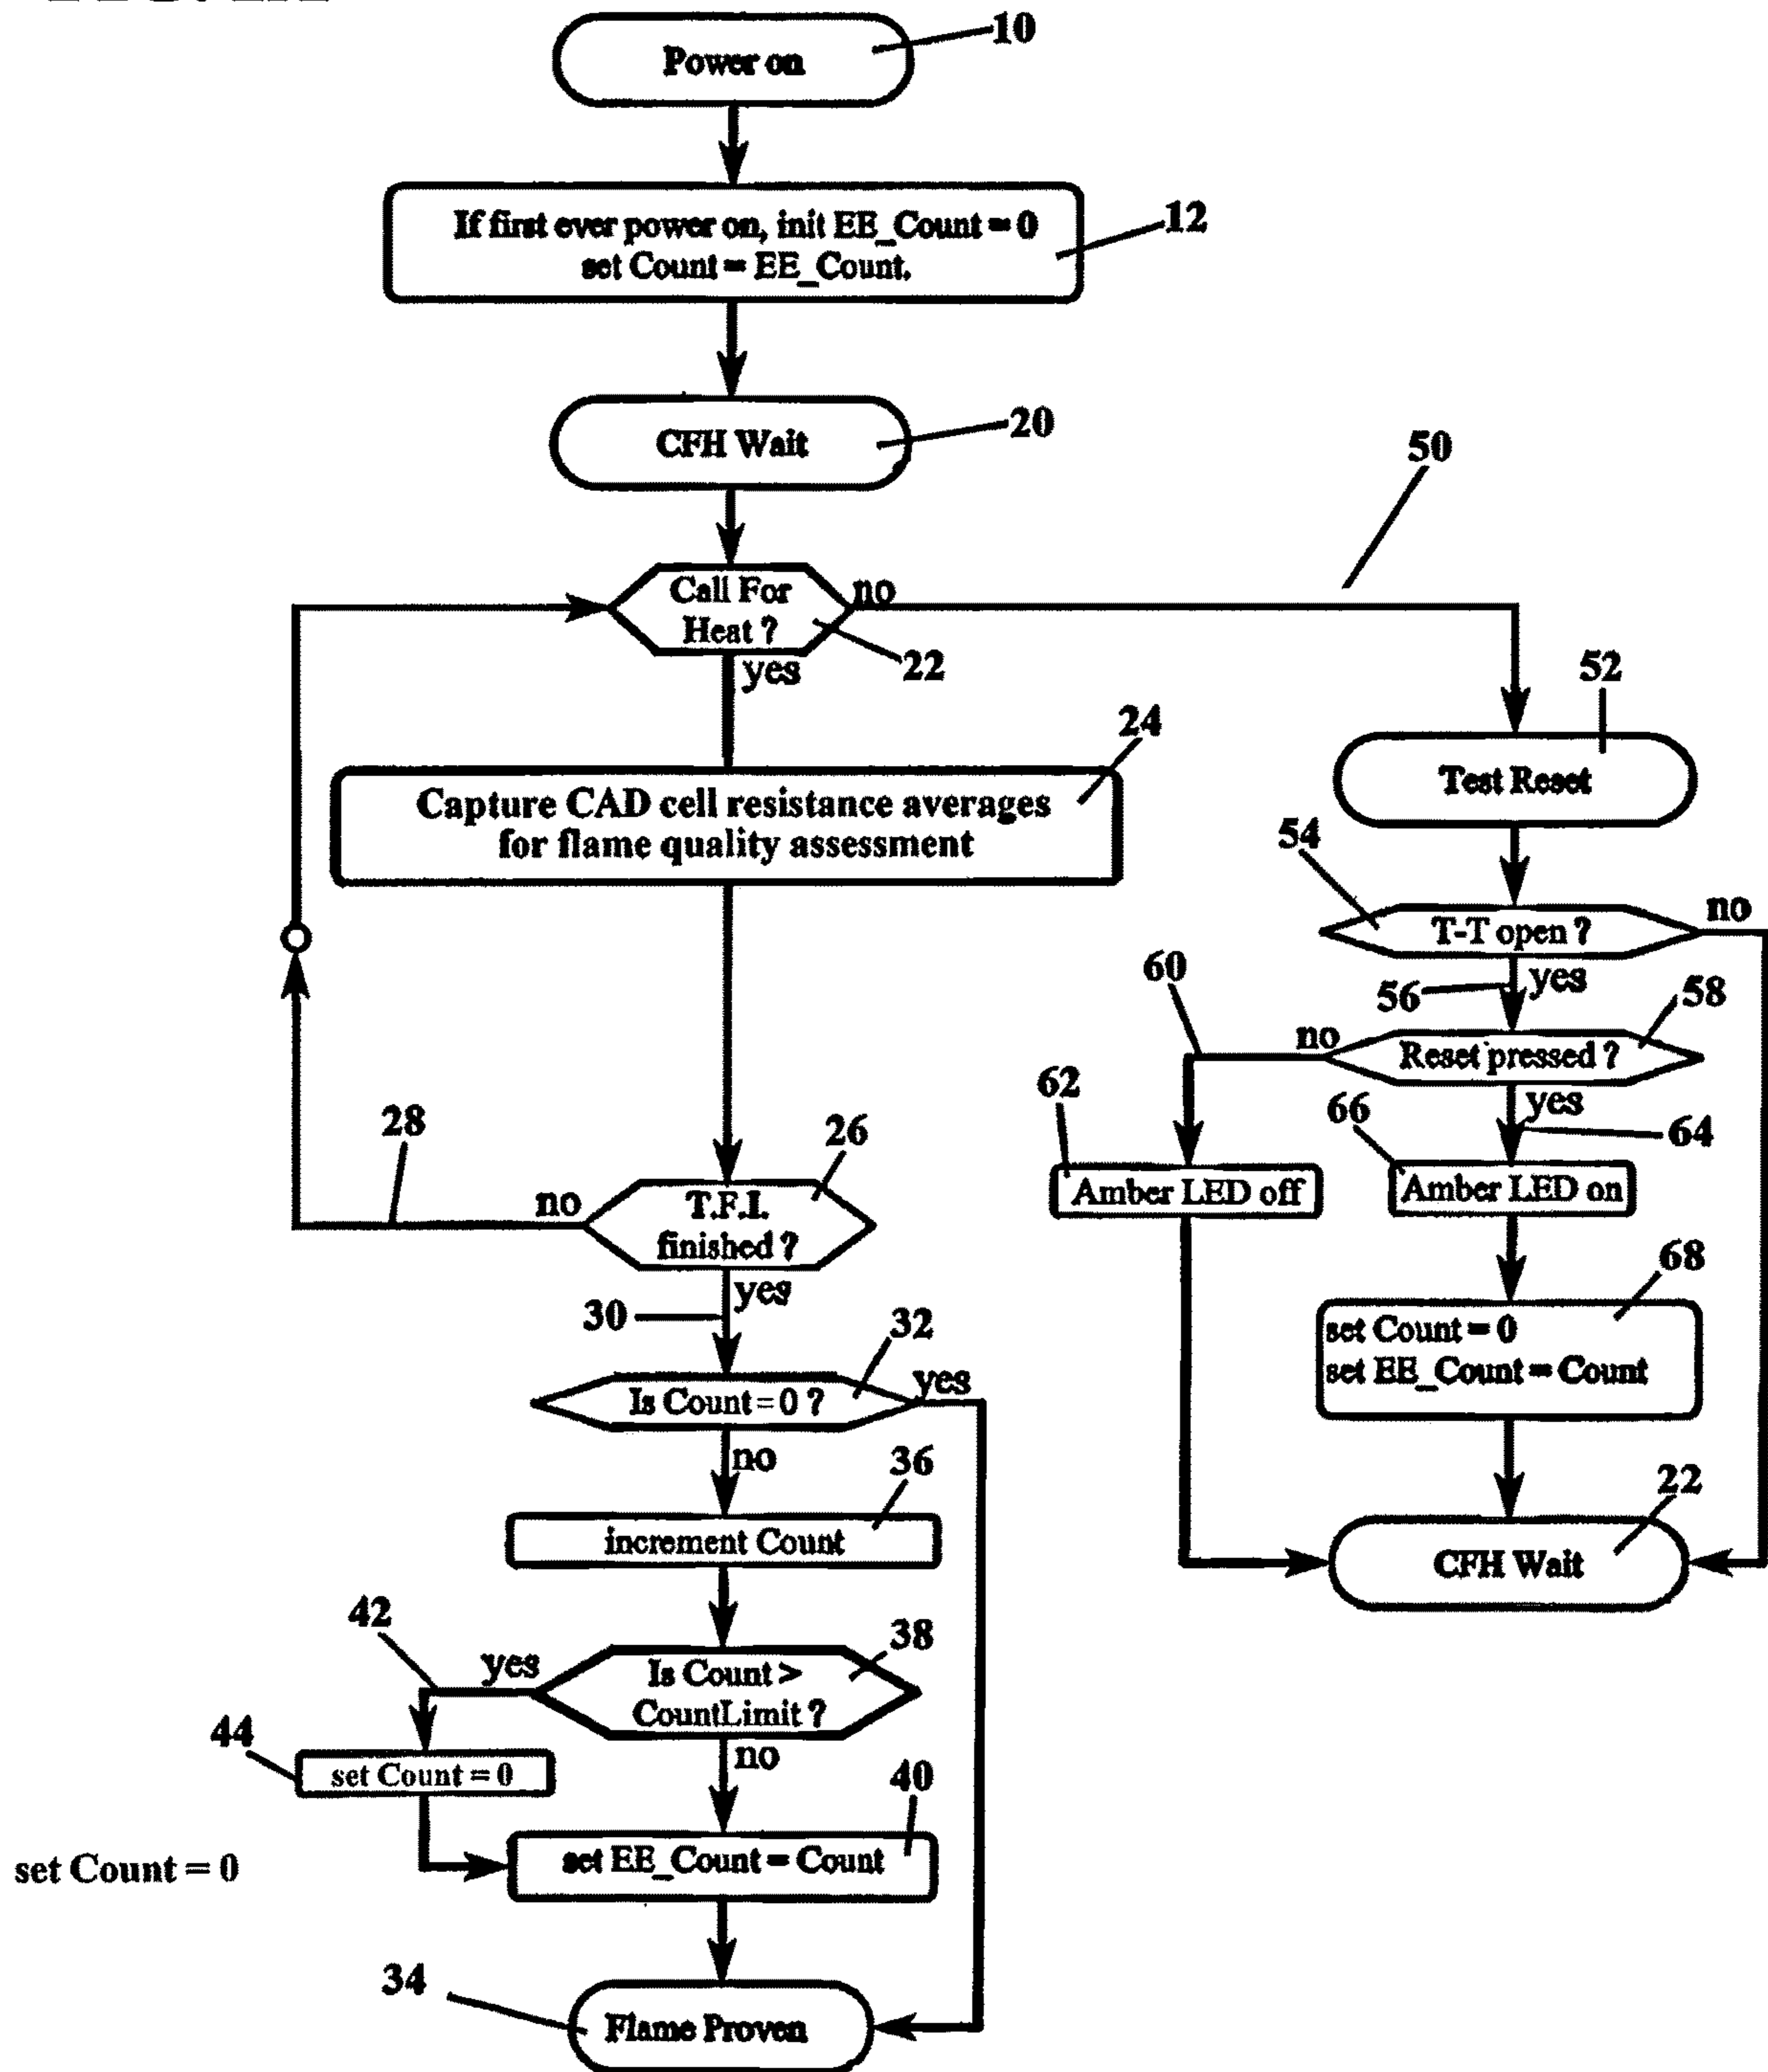 10
Power on
If first ever power on, init EE_Count = 0
set Count = EE_Count.
12
CFH Wait
20
50
Call For
Heat ?
no
22
yes
52
24
Capture CAD cell resistance averages
for flame quality assessment
Test Reset
54
T-T open ?
no
60
56
yes
58
no
Reset pressed ?
62
66
yes
64
28
26
Amber LED off
Amber LED on
no
T.F.I.
finished ?
yes
68
30
32
set Count = 0
set EE_Count = Count
Is Count = 0 ?
yes
no
36
22
increment Count
CFH Wait
42
38
yes
Is Count >
CountLimit ?
44
no
set Count = 0
40
set Count = 0
set EE_Count = Count
34
Flame Proven